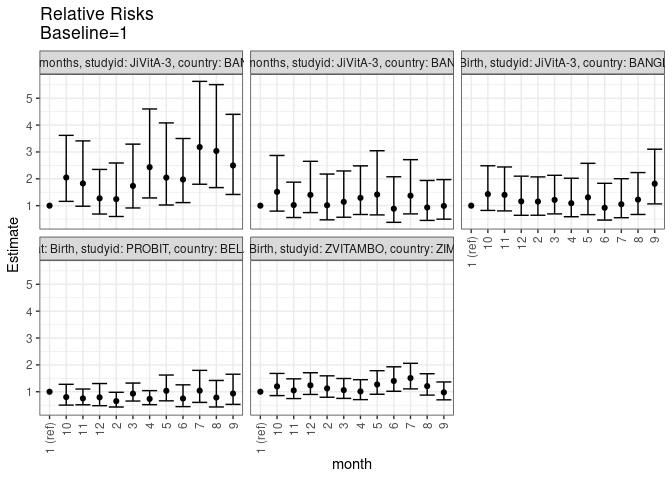 Relative Risks
Baseline=1
months, studyid: JiVitA-3, country: BAN
months, studyid: JiVitA-3, country: BAN
Birth, studyid: JiVitA-3, country: BANGL
5
4
3
2
1
1 (ref) 10 11 12 2 3 4 5 6 7 8 9
t: Birth, studyid: PROBIT, country: BEL
Birth, studyid: ZVITAMBO, country: ZIM
5
4
3
2
1
1 (ref) 10 11 12 2 3 4 5 6 7 8 9
1 (ref) 10 11 12 2 3 4 5 6 7 8 9
Estimate
month